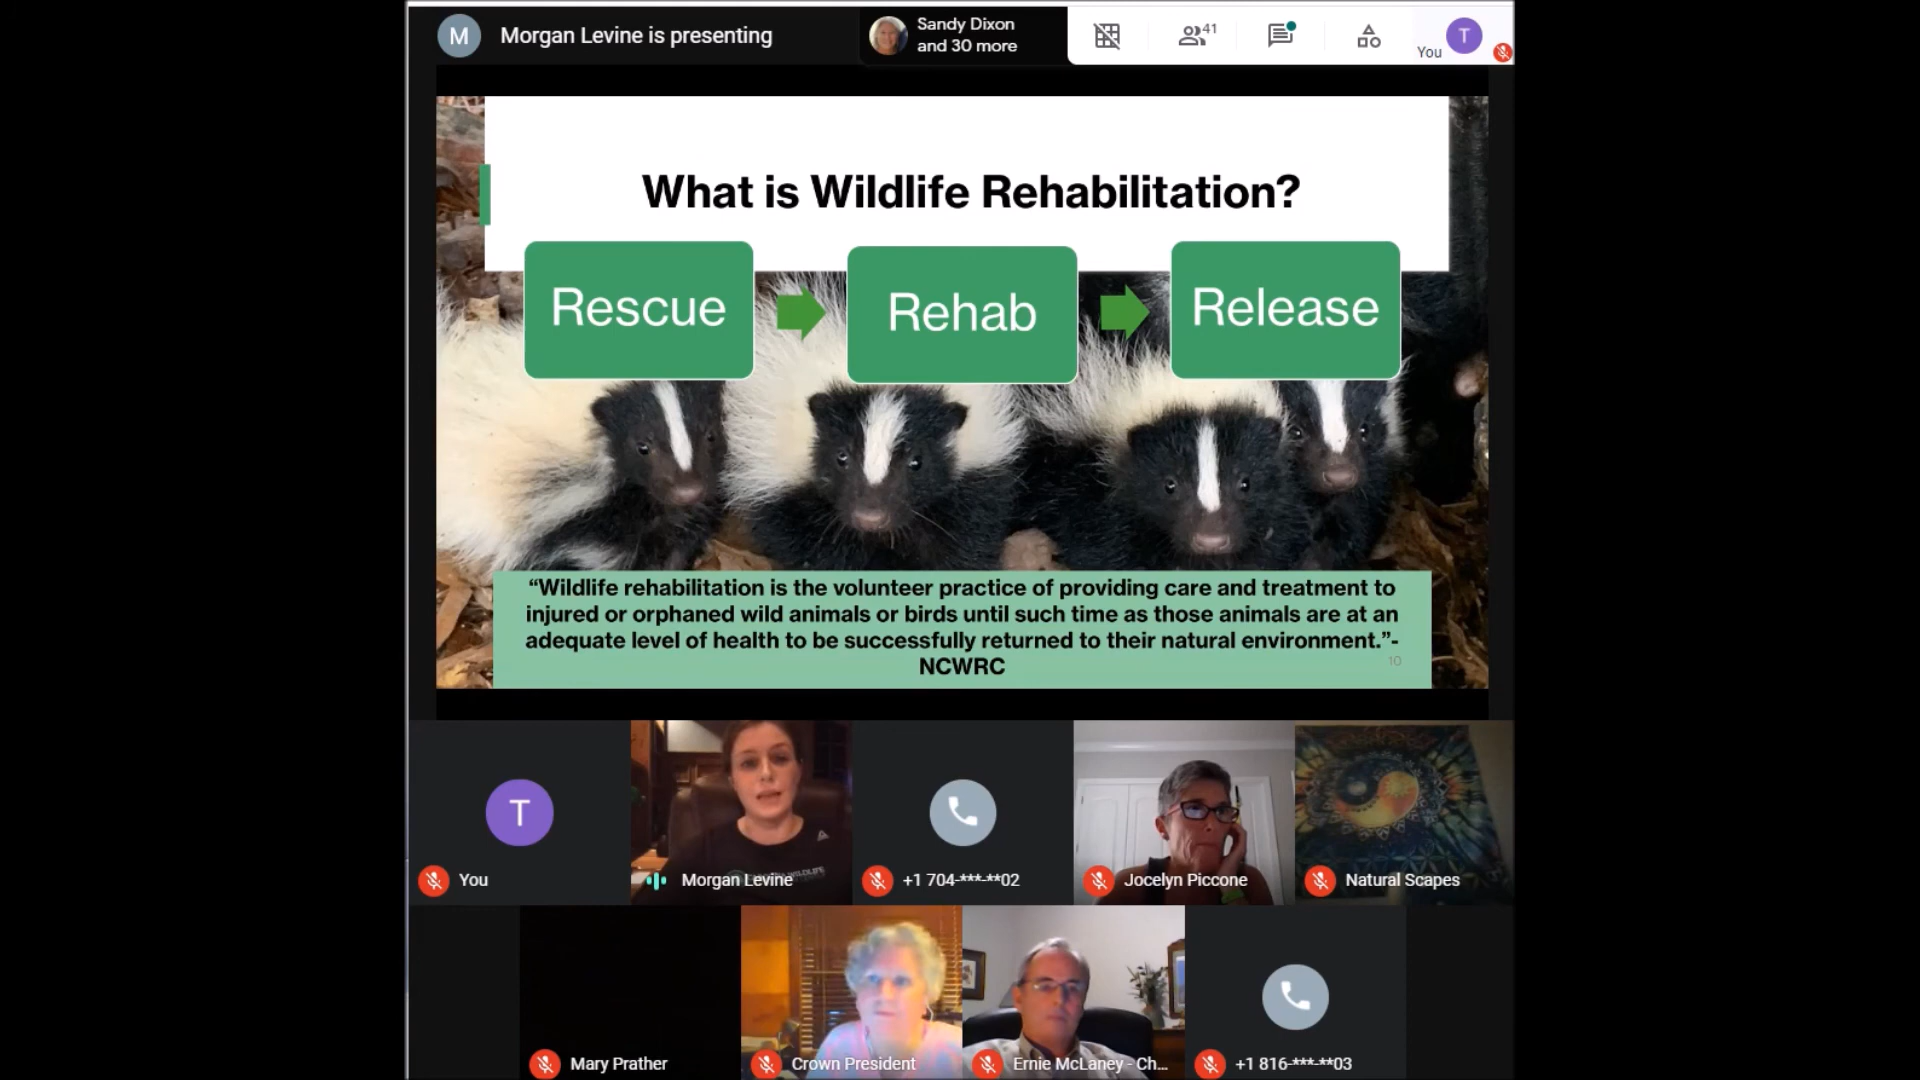 M
Morgan Levine is presenting
Sandy Dixon
and 30 more
41
You
T
What is Wildlife Rehabilitation?
Rescue
Rehab
Release
“Wildlife rehabilitation is the volunteer practice of providing care and treatment to
injured or orphaned wild animals or birds until such time as those animals are at an
adequate level of health to be successfully returned to their natural environment.”-
NCWRC
10
T
You
Morgan Levine
+1 704-***-**02
Jocelyn Piccone
Natural Scapes
Mary Prather
Crown President
Ernie McLaney - Ch...
+1 816-***-**03